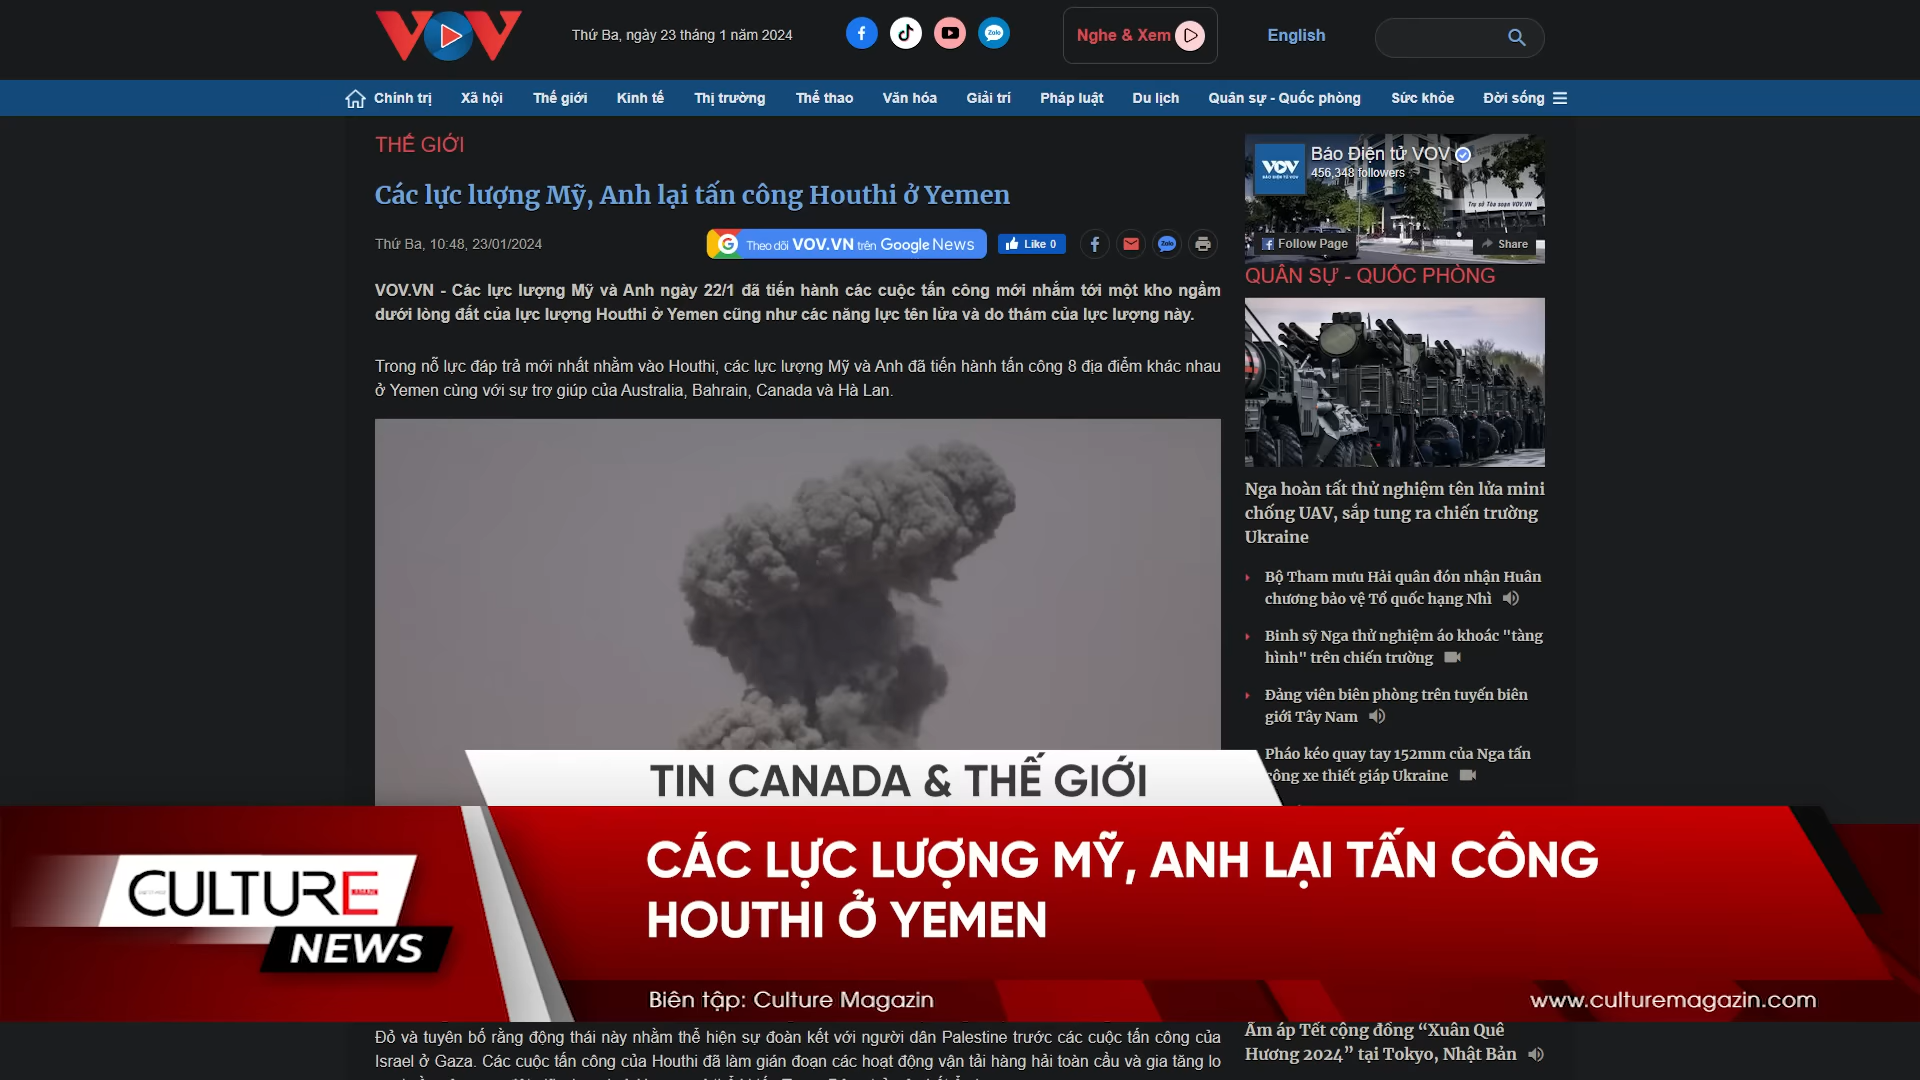 VOV
Thứ Ba, ngày 23 tháng 1 năm 2024
Zalo
Nghe & Xem
English
Chính trị Xã hội Thế giới Kinh tế Thị trường Thể thao Văn hóa Giải trí Pháp luật Du lịch Quân sự - Quốc phòng Sức khỏe Đời sống
THẾ GIỚI
Các lực lượng Mỹ, Anh lại tấn công Houthi ở Yemen
Thứ Ba, 10:48, 23/01/2024
Theo dõi VOV.VN trên Google News
Like 0
Zalo
VOV.VN - Các lực lượng Mỹ và Anh ngày 22/1 đã tiến hành các cuộc tấn công mới nhắm tới một kho ngầm
dưới lòng đất của lực lượng Houthi ở Yemen cũng như các năng lực tên lửa và do thám của lực lượng này.
Trong nỗ lực đáp trả mới nhất nhằm vào Houthi, các lực lượng Mỹ và Anh đã tiến hành tấn công 8 địa điểm khác nhau
ở Yemen cùng với sự trợ giúp của Australia, Bahrain, Canada và Hà Lan.
VOV
BÁO ĐIỆN TỬ VOV
Báo Điện tử VOV
456,348 followers
Trụ sở Tòa soạn VOV.VN
Follow Page
Share
QUÂN SỰ - QUỐC PHÒNG
Nga hoàn tất thử nghiệm tên lửa mini
chống UAV, sắp tung ra chiến trường
Ukraine
Bộ Tham mưu Hải quân đón nhận Huân
chương bảo vệ Tổ quốc hạng Nhì
Binh sỹ Nga thử nghiệm áo khoác "tàng
hình" trên chiến trường
Đảng viên biên phòng trên tuyến biên
giới Tây Nam
Pháo kéo quay tay 152mm của Nga tấn
công xe thiết giáp Ukraine
TIN CANADA & THẾ GIỚI
CÁC LỰC LƯỢNG MỸ, ANH LẠI TẤN CÔNG
HOUTHI Ở YEMEN
CULTURE
NEWS
Biên tập: Culture Magazin
www.culturemagazin.com
Đỏ và tuyên bố rằng động thái này nhằm thể hiện sự đoàn kết với người dân Palestine trước các cuộc tấn công của
Israel ở Gaza. Các cuộc tấn công của Houthi đã làm gián đoạn các hoạt động vận tải hàng hải toàn cầu và gia tăng lo
Ấm áp Tết cộng đồng “Xuân Quê
Hương 2024” tại Tokyo, Nhật Bản